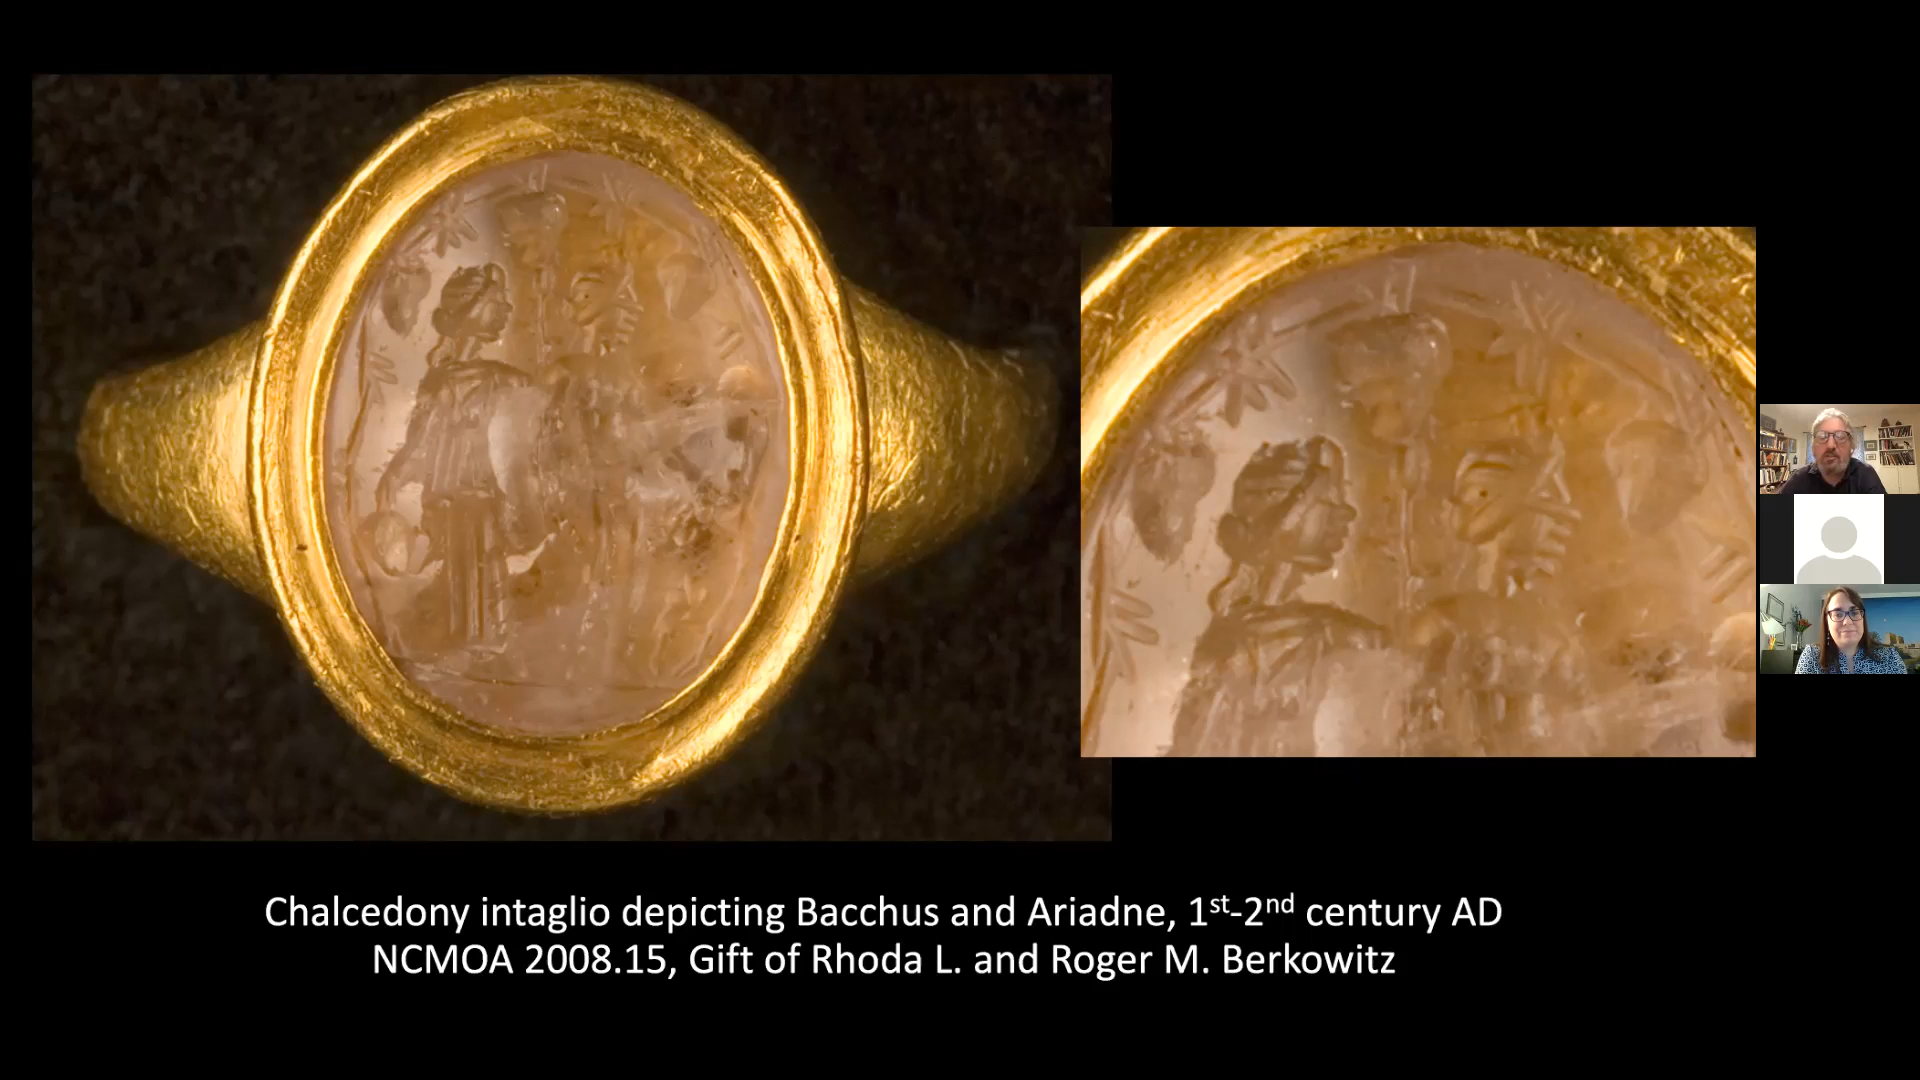 Chalcedony intaglio depicting Bacchus and Ariadne, 1st-2nd century AD
NCMOA 2008.15, Gift of Rhoda L. and Roger M. Berkowitz